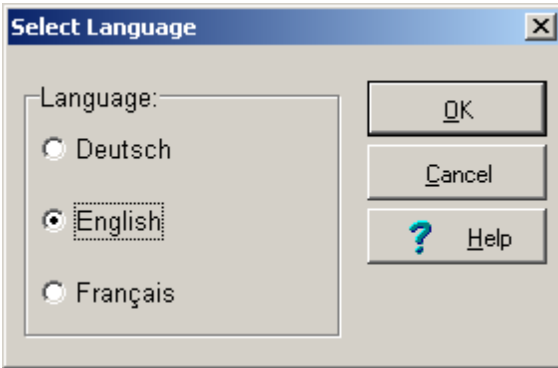 Select Language
Language:
Deutsch
English
Français
OK
Cancel
? Help